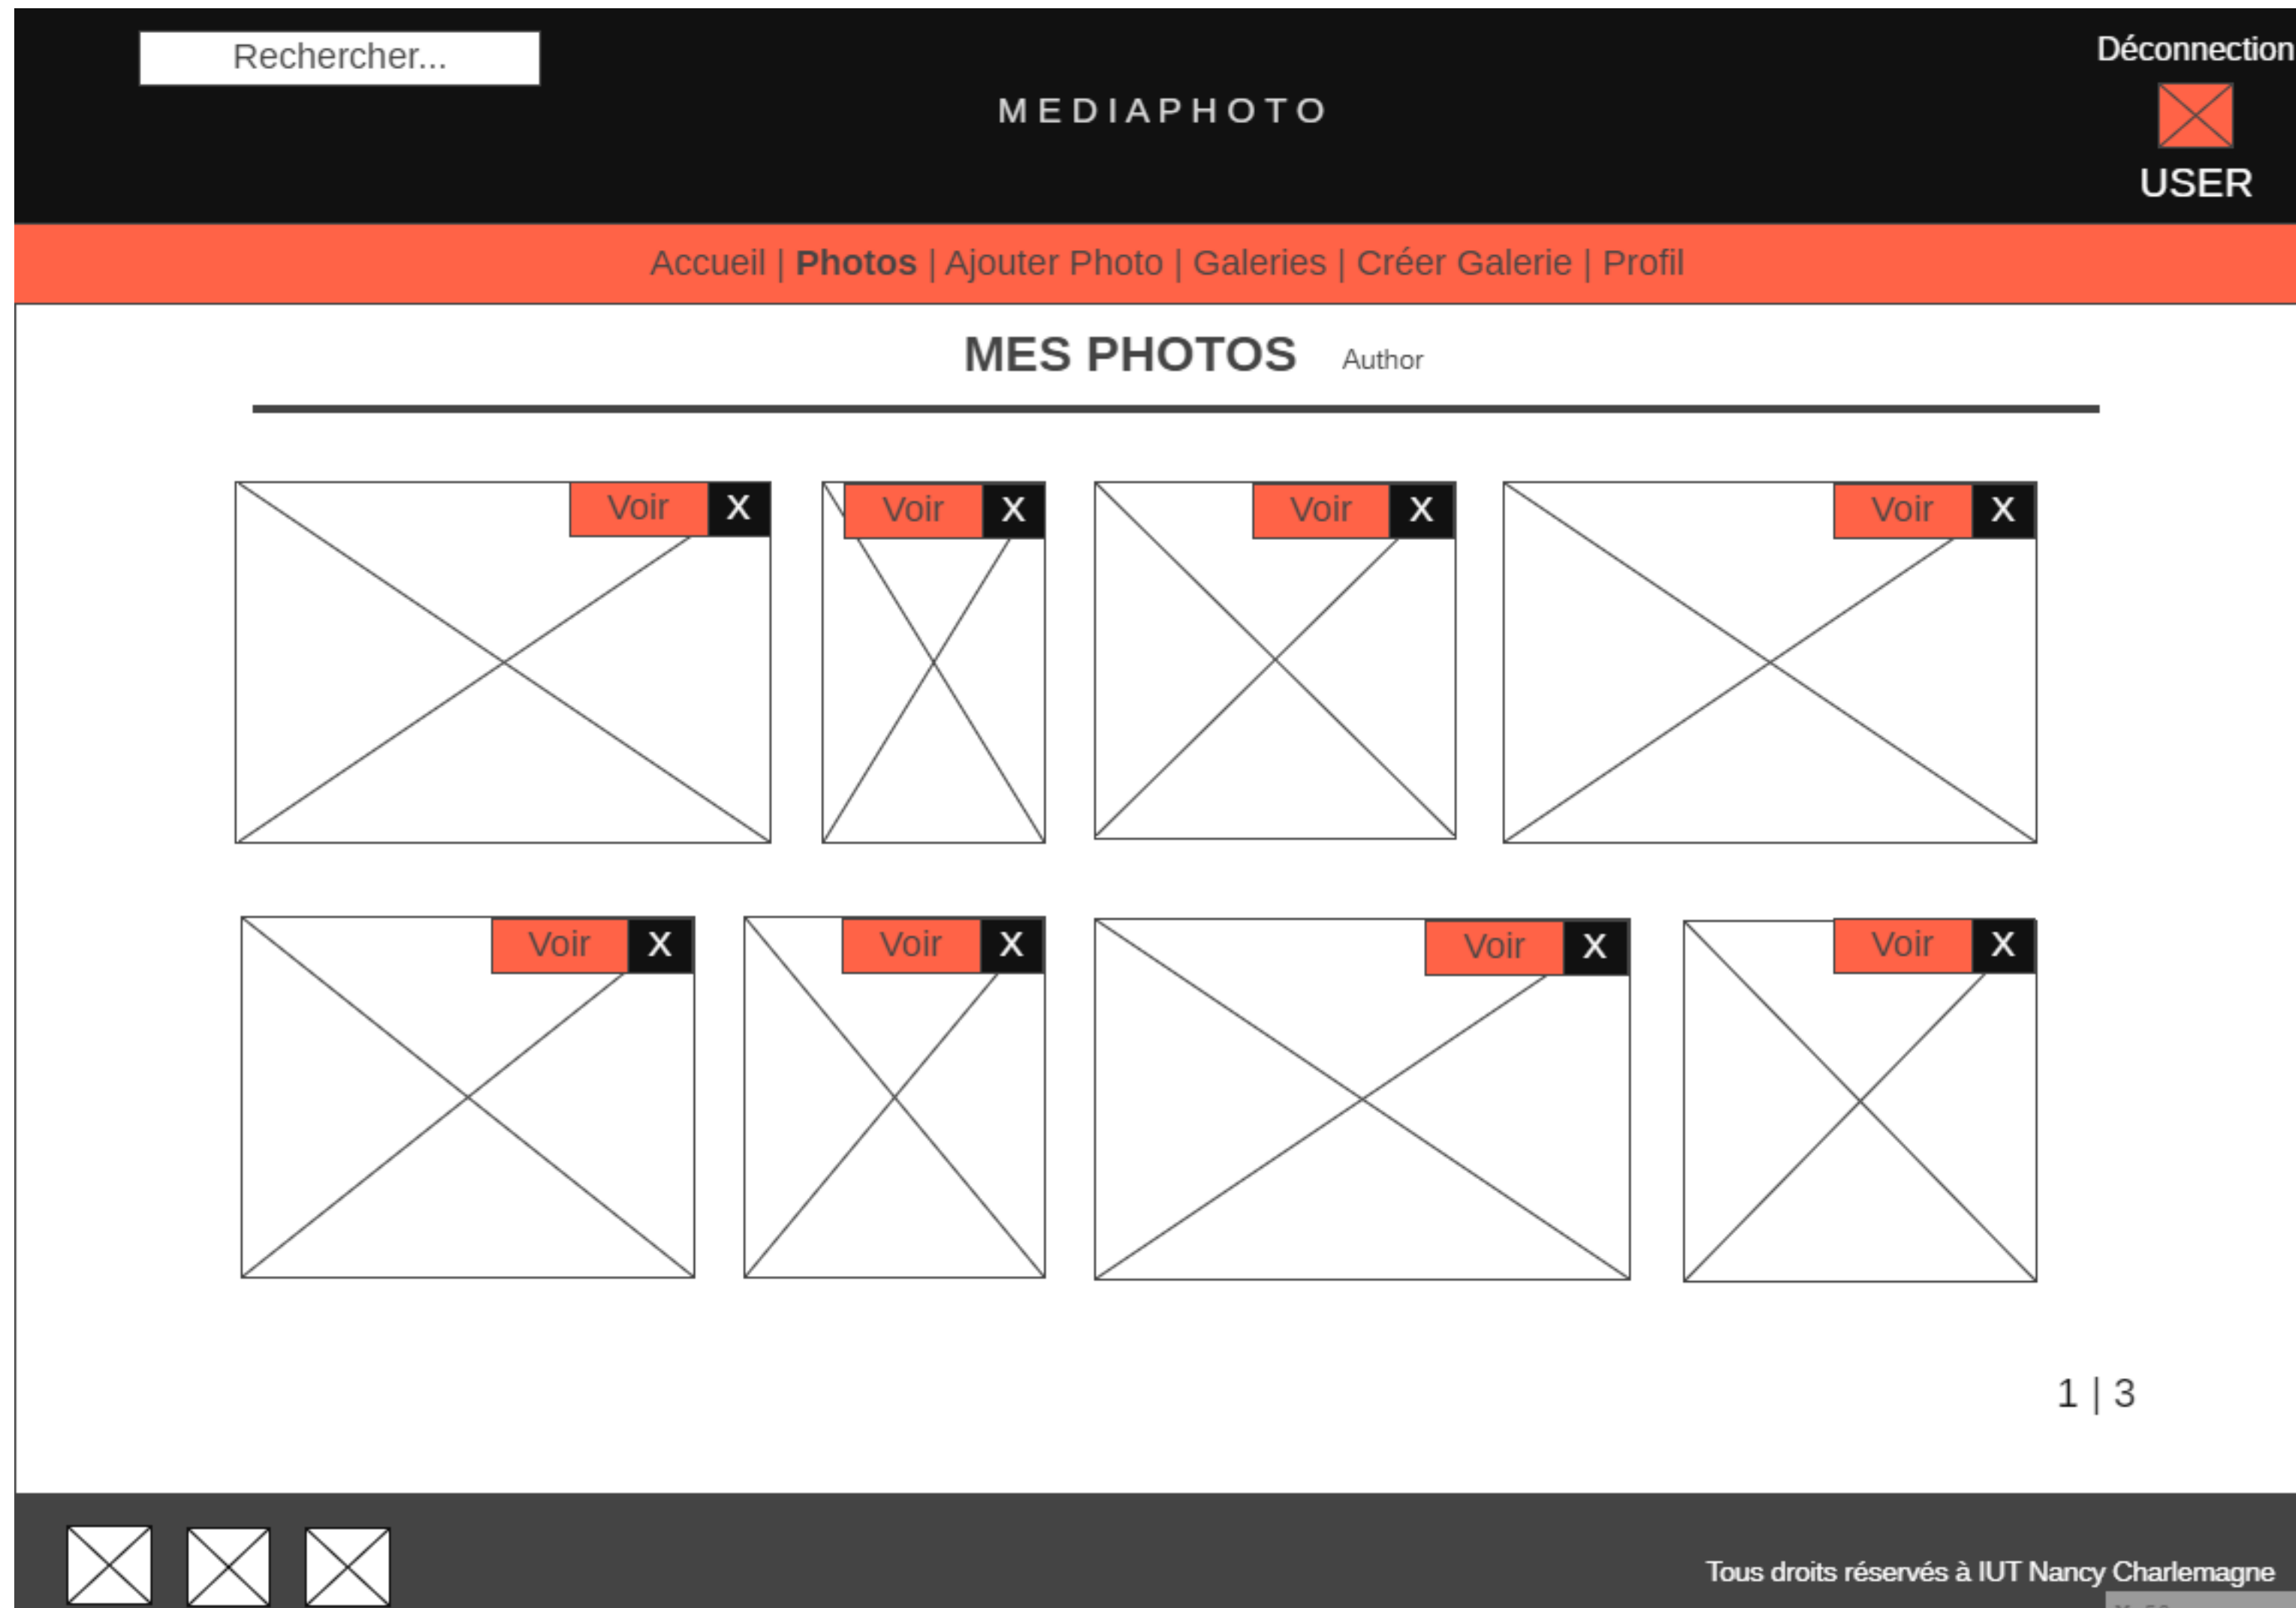 Rechercher...
Déconnection
MEDIAPHOTO
USER
Accueil | Photos | Ajouter Photo | Galeries | Créer Galerie | Profil
MES PHOTOS Author
Voir X Voir X Voir X Voir X
Voir X Voir X Voir X Voir X
1 | 3
Tous droits réservés à IUT Nancy Charlemagne